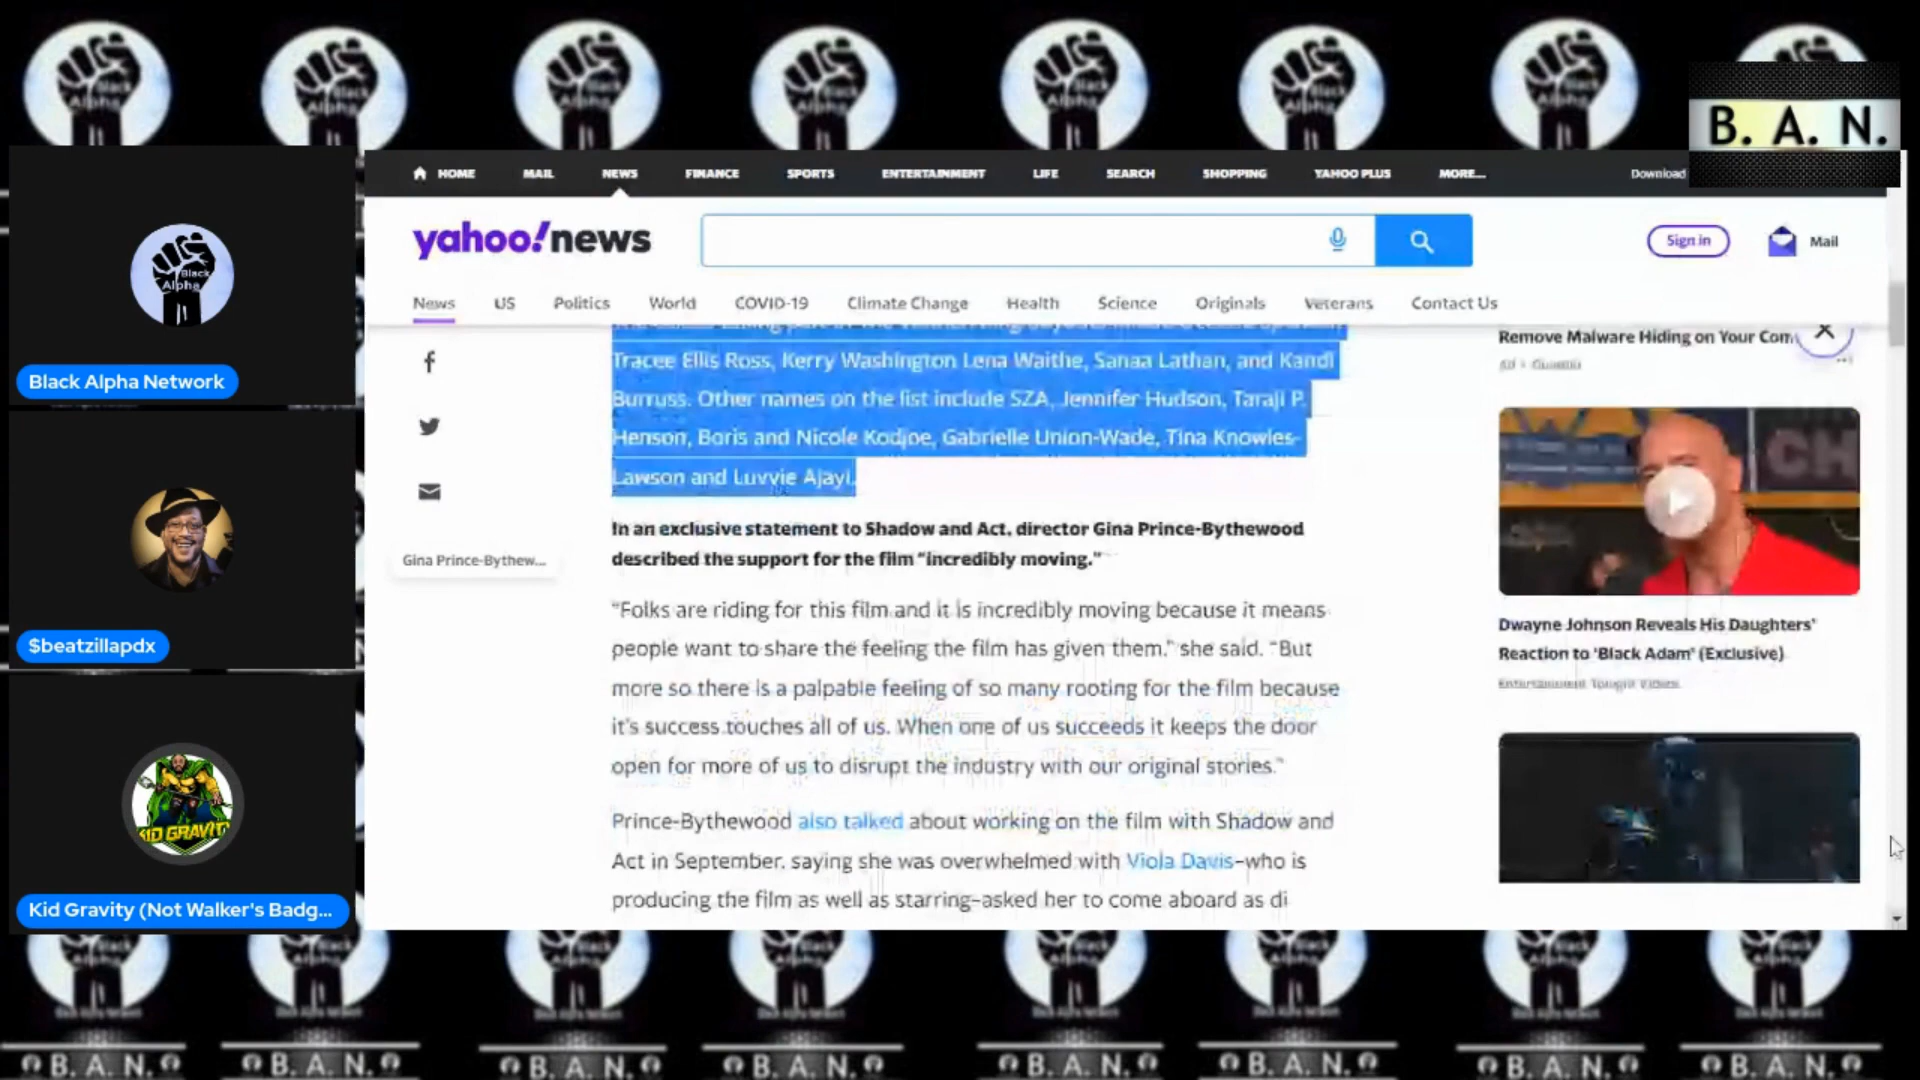 B. A. N.
HOME MAIL NEWS FINANCE SPORTS ENTERTAINMENT LIFE SEARCH SHOPPING YAHOO PLUS MORE... Download
yahoo!news
Sign in
Mail
News US Politics World COVID-19 Climate Change Health Science Originals Veterans Contact Us
Tracee Ellis Ross, Kerry Washington Lena Waithe, Sanaa Lathan, and Kandi
Burruss. Other names on the list include SZA, Jennifer Hudson, Taraji P.
Henson, Boris and Nicole Kodjoe, Gabrielle Union-Wade, Tina Knowles-
Lawson and Luvvie Ajayi.
In an exclusive statement to Shadow and Act, director Gina Prince-Bythewood
described the support for the film "incredibly moving."
Gina Prince-Bythew...
"Folks are riding for this film and it is incredibly moving because it means
people want to share the feeling the film has given them," she said. "But
more so there is a palpable feeling of so many rooting for the film because
it's success touches all of us. When one of us succeeds it keeps the door
open for more of us to disrupt the industry with our original stories."
Prince-Bythewood also talked about working on the film with Shadow and
Act in September, saying she was overwhelmed with Viola Davis–who is
producing the film as well as starring–asked her to come aboard as di
Remove Malware Hiding on Your Com
CH
Dwayne Johnson Reveals His Daughters'
Reaction to 'Black Adam' (Exclusive)
Entertainment Tonight Videos
Black
Alpha
Black Alpha Network
$beatzillapdx
KID GRAVITY
Kid Gravity (Not Walker's Badg...
B. A. N. B. A. N. B. A. N. B. A. N. B. A. N. B. A. N. B. A. N. B. A. N.